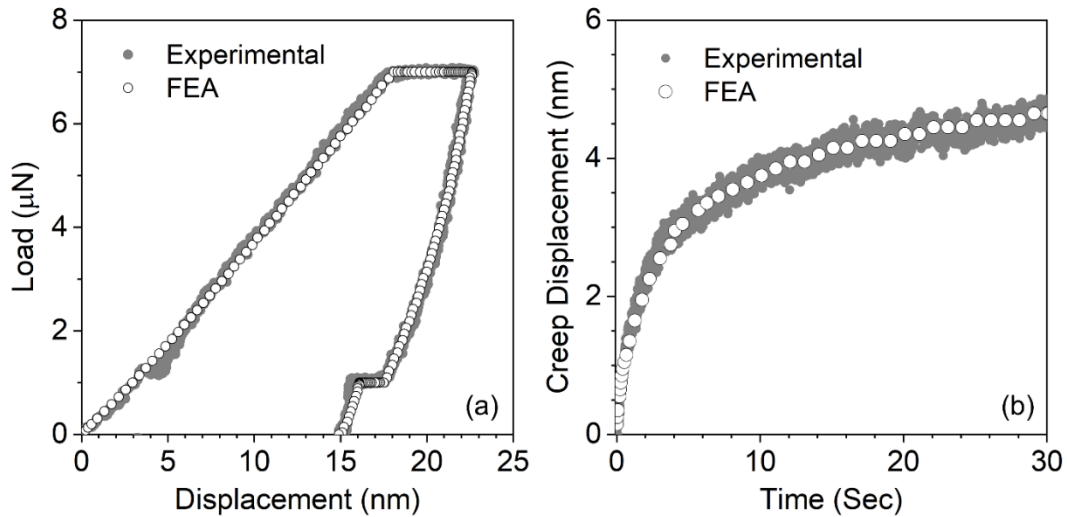 8
6
4
2
0
Load (μN)
Experimental
FEA
(a)
0
5
10
15
20
25
Displacement (nm)
6
4
2
0
Creep Displacement (nm)
Experimental
FEA
(b)
0
10
20
30
Time (Sec)